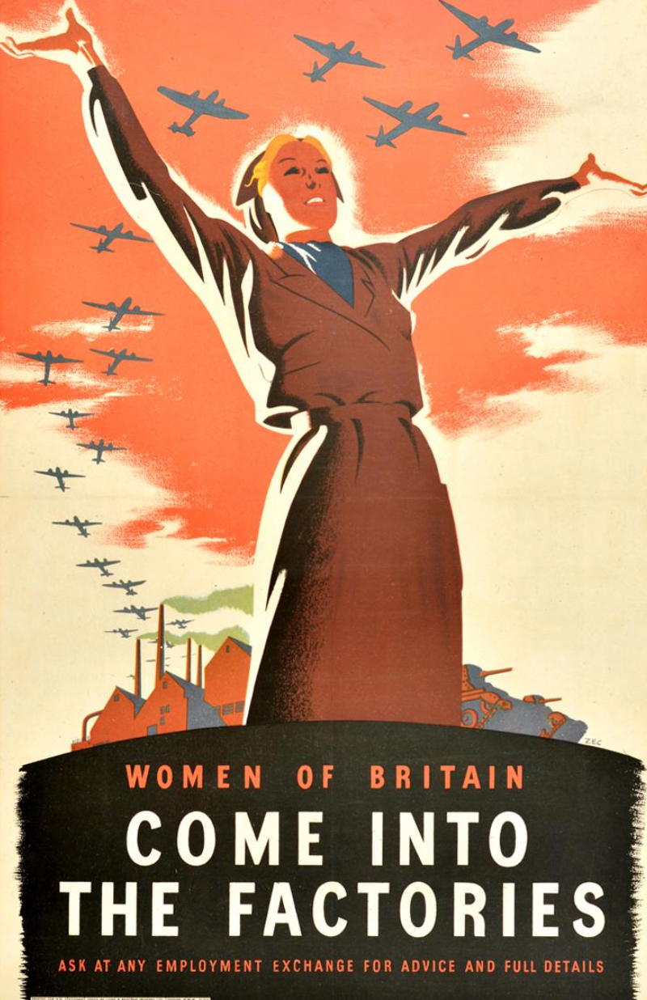 ZEC
WOMEN OF BRITAIN
COME INTO
THE FACTORIES
ASK AT ANY EMPLOYMENT EXCHANGE FOR ADVICE AND FULL DETAILS